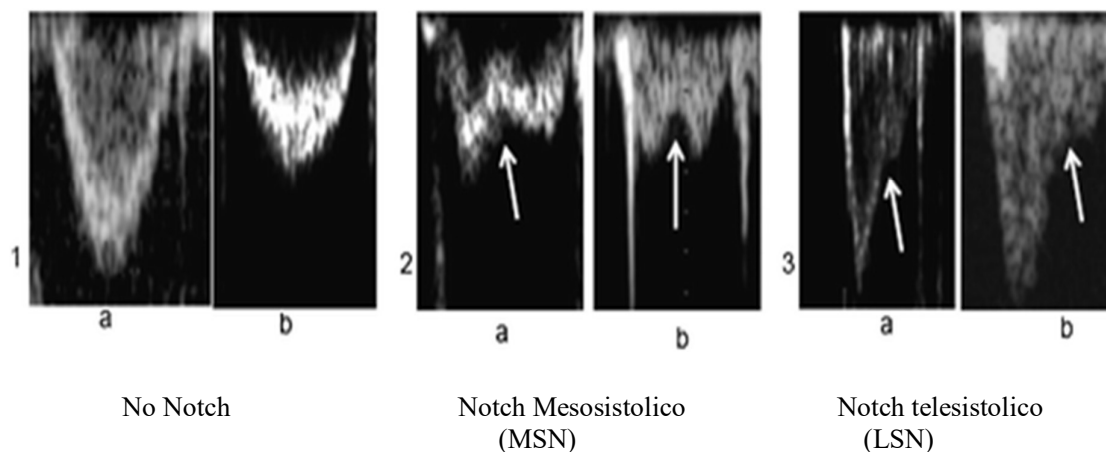 1
2
3
a
b
a
b
a
b
No Notch
Notch Mesosistolico
(MSN)
Notch telesistolico
(LSN)